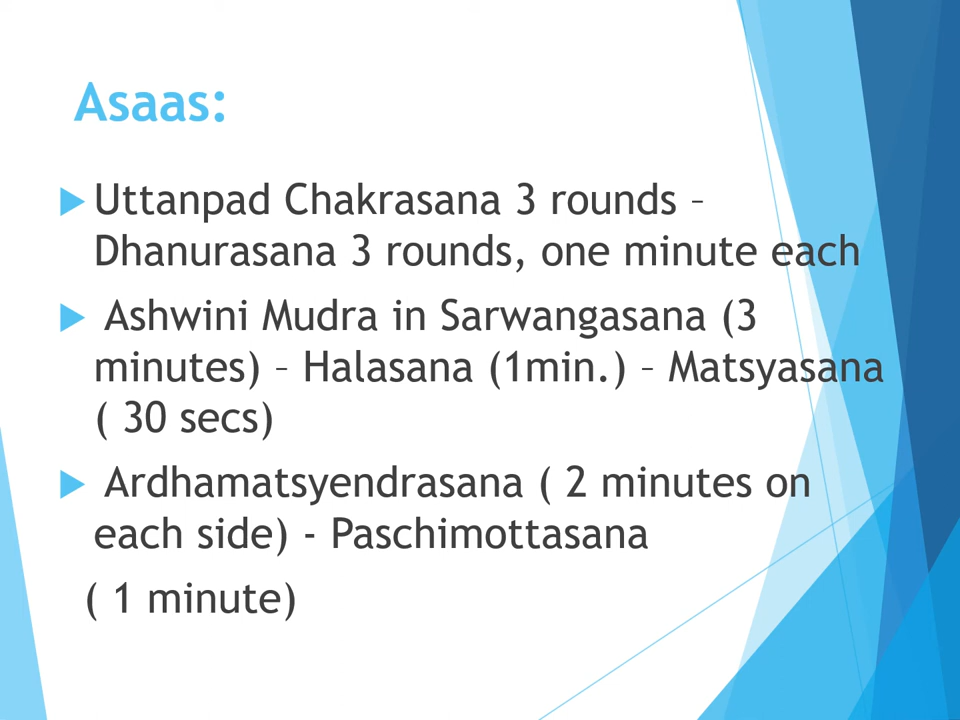 Asaas:
Uttanpad Chakrasana 3 rounds –
Dhanurasana 3 rounds, one minute each
Ashwini Mudra in Sarwangasana (3
minutes) – Halasana (1min.) – Matsyasana
( 30 secs)
Ardhamatsyendrasana ( 2 minutes on
each side) - Paschimottasana
( 1 minute)